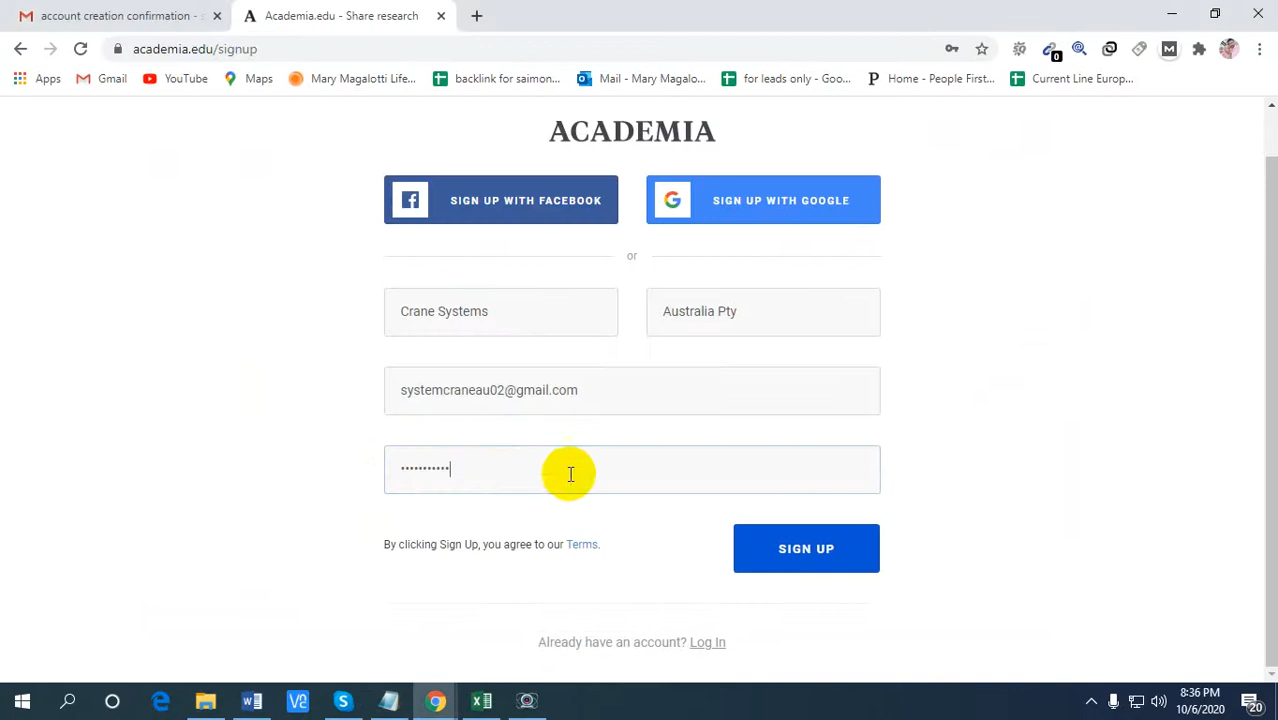 account creation confirmation - s
Academia.edu - Share research
academia.edu/signup
0
M
Apps
Gmail
YouTube
Maps
Mary Magalotti Life...
backlink for saimon...
Mail - Mary Magalo...
for leads only - Goo...
Home - People First...
Current Line Europ...
ACADEMIA
SIGN UP WITH FACEBOOK
SIGN UP WITH GOOGLE
or
Crane Systems
Australia Pty
systemcraneau02@gmail.com
•••••••••••
By clicking Sign Up, you agree to our Terms.
SIGN UP
Already have an account? Log In
8:36 PM
10/6/2020
20